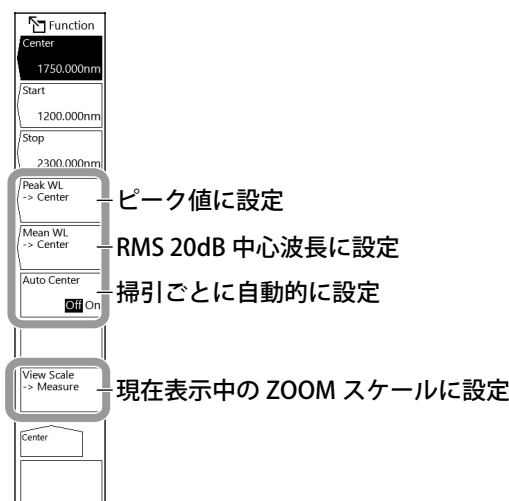 Function
Center
1750.000nm
Start
1200.000nm
Stop
2300.000nm
Peak WL
-> Center
ピーク値に設定
Mean WL
-> Center
RMS 20dB 中心波長に設定
Auto Center
Off On
掃引ごとに自動的に設定
View Scale
-> Measure
現在表示中の ZOOM スケールに設定
Center